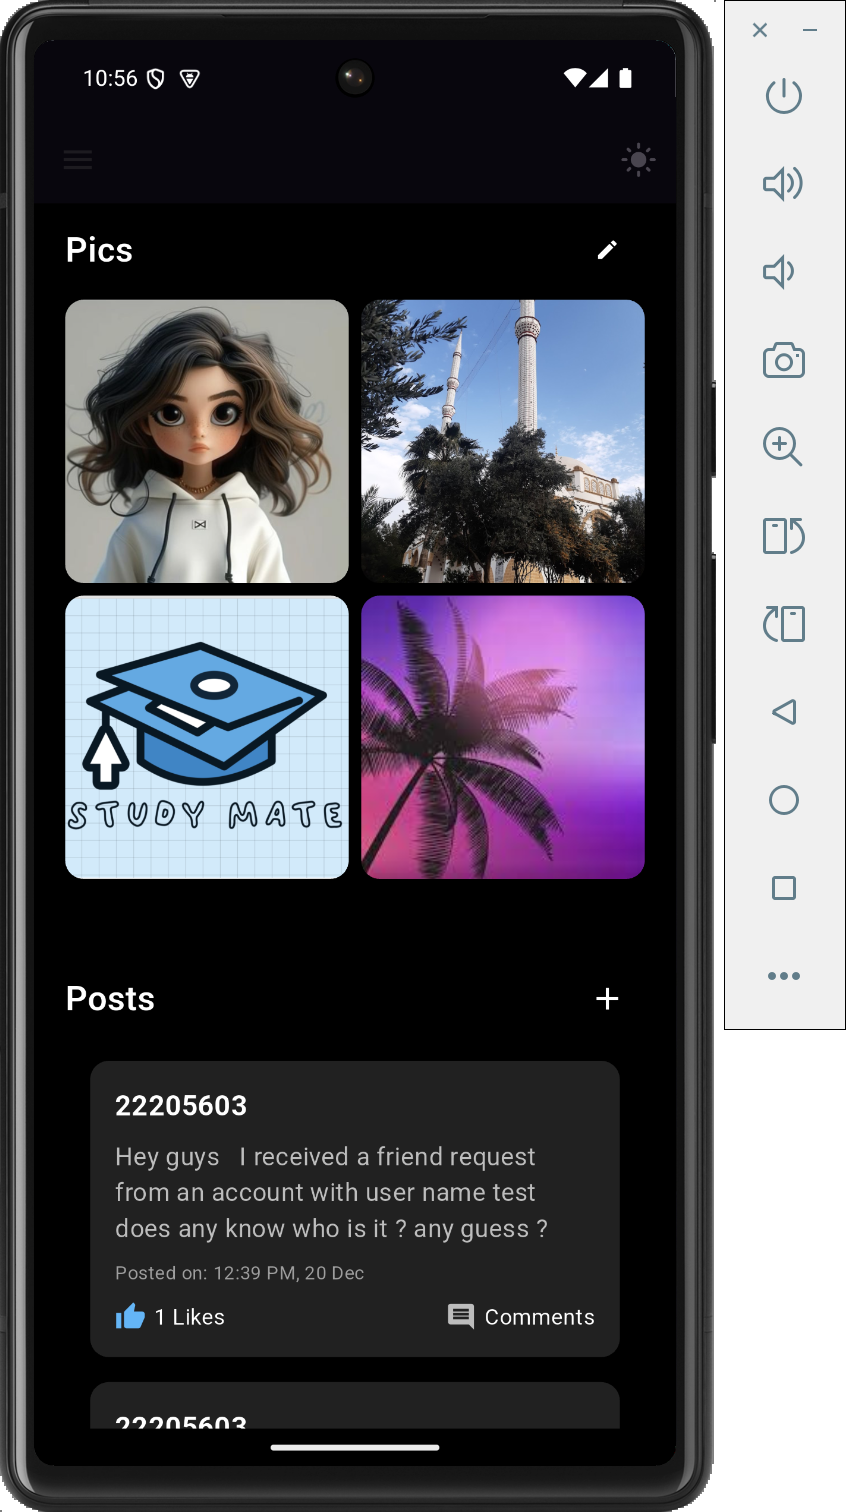 10:56
Pics
STUDY MATE
Posts
22205603
Hey guys   I received a friend request
from an account with user name test
does any know who is it ? any guess ?
Posted on: 12:39 PM, 20 Dec
1 Likes
Comments
22205603